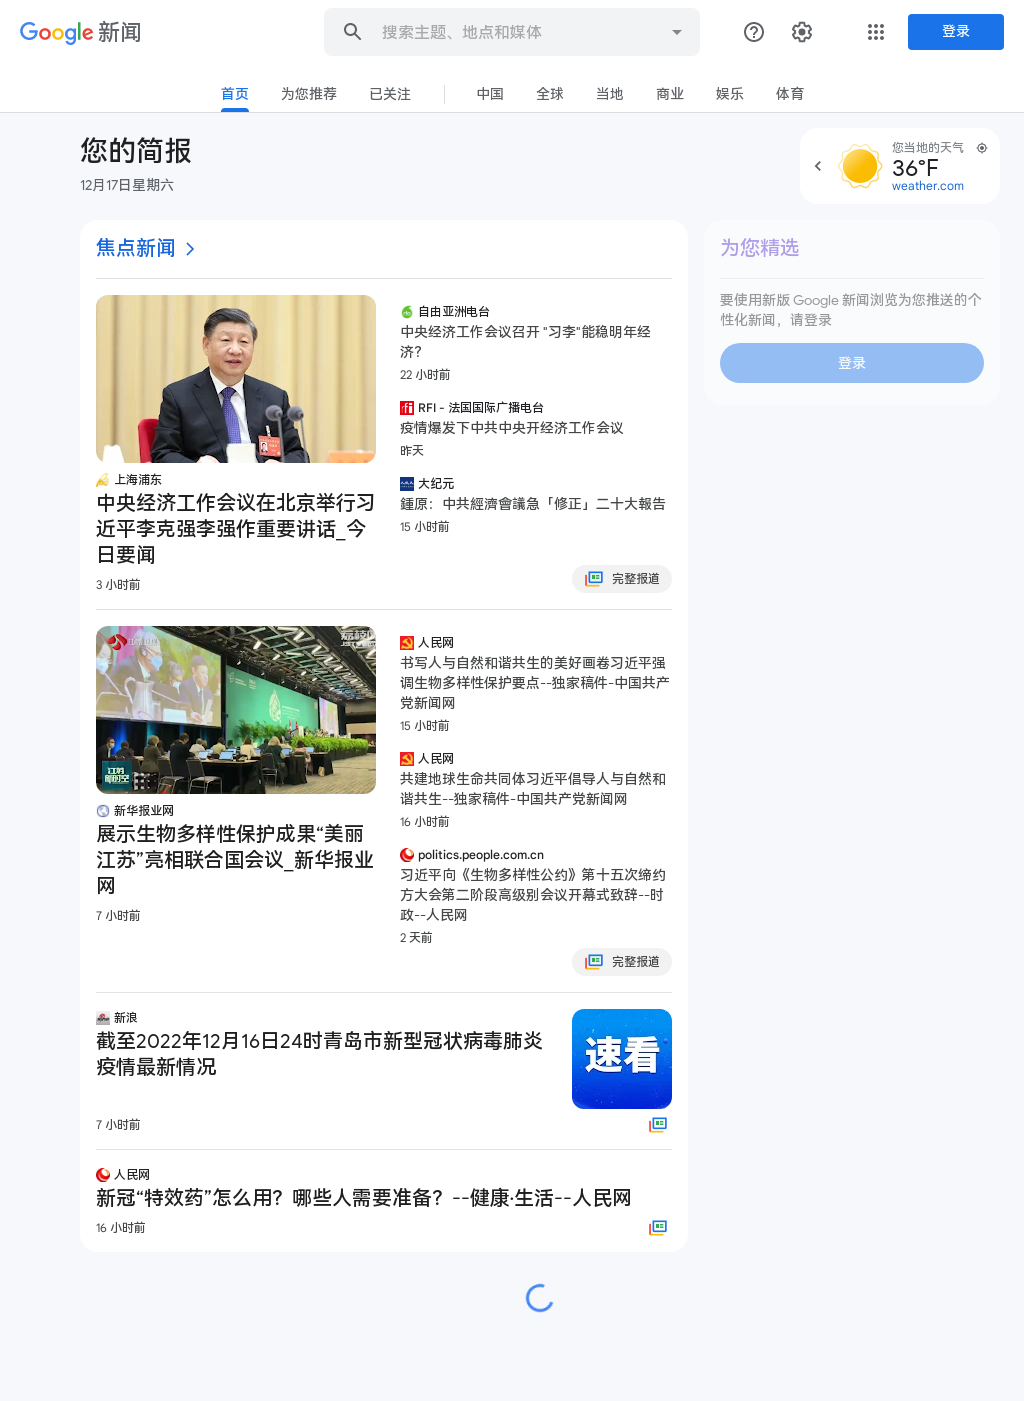 Google 新闻
搜索主题、地点和媒体
登录
首页
为您推荐
已关注
中国
全球
当地
商业
娱乐
体育
您的简报
12月17日星期六
您当地的天气
36°F
weather.com
焦点新闻
上海浦东
中央经济工作会议在北京举行习
近平李克强李强作重要讲话_今
日要闻
3 小时前
自由亚洲电台
中央经济工作会议召开 "习李"能稳明年经
济？
22 小时前
RFI - 法国国际广播电台
疫情爆发下中共中央开经济工作会议
昨天
大纪元
鍾原：中共經濟會議急「修正」二十大報告
15 小时前
完整报道
江苏
新时空
新华报业网
展示生物多样性保护成果“美丽
江苏”亮相联合国会议_新华报业
网
7 小时前
人民网
书写人与自然和谐共生的美好画卷习近平强
调生物多样性保护要点--独家稿件-中国共产
党新闻网
15 小时前
人民网
共建地球生命共同体习近平倡导人与自然和
谐共生--独家稿件-中国共产党新闻网
16 小时前
politics.people.com.cn
习近平向《生物多样性公约》第十五次缔约
方大会第二阶段高级别会议开幕式致辞--时
政--人民网
2 天前
完整报道
新浪
截至2022年12月16日24时青岛市新型冠状病毒肺炎
疫情最新情况
7 小时前
速看
人民网
新冠“特效药”怎么用？哪些人需要准备？--健康·生活--人民网
16 小时前
为您精选
要使用新版 Google 新闻浏览为您推送的个
性化新闻，请登录
登录